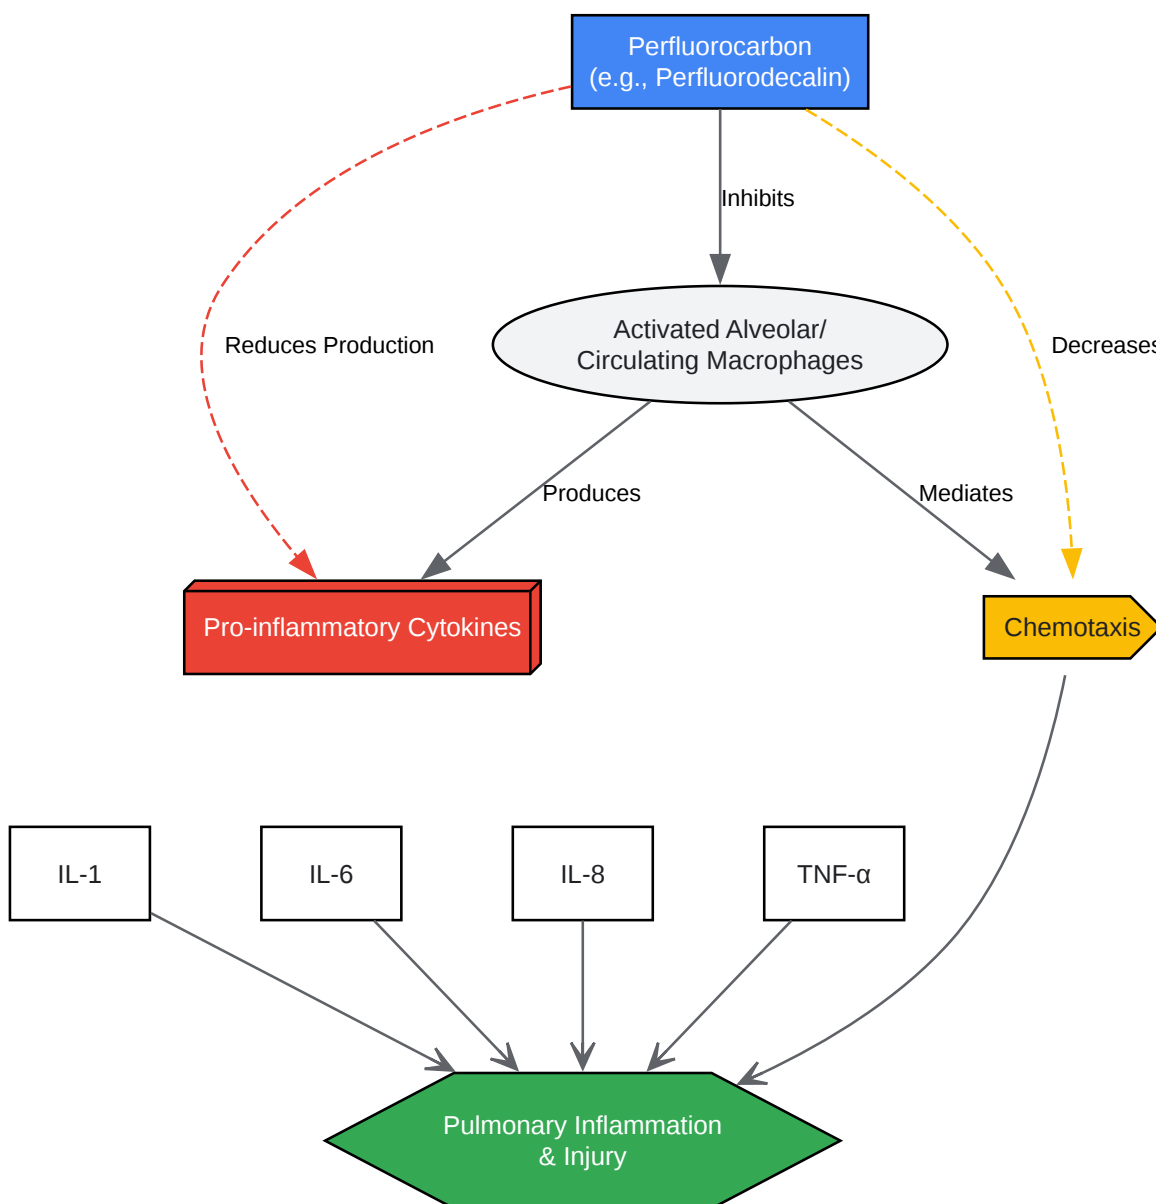 Perfluorocarbon
(e.g., Perfluorodecalin)
Inhibits
Activated Alveolar/
Circulating Macrophages
Reduces Production
Decreases
Produces
Mediates
Pro-inflammatory Cytokines
Chemotaxis
IL-1
IL-6
IL-8
TNF-α
Pulmonary Inflammation
& Injury